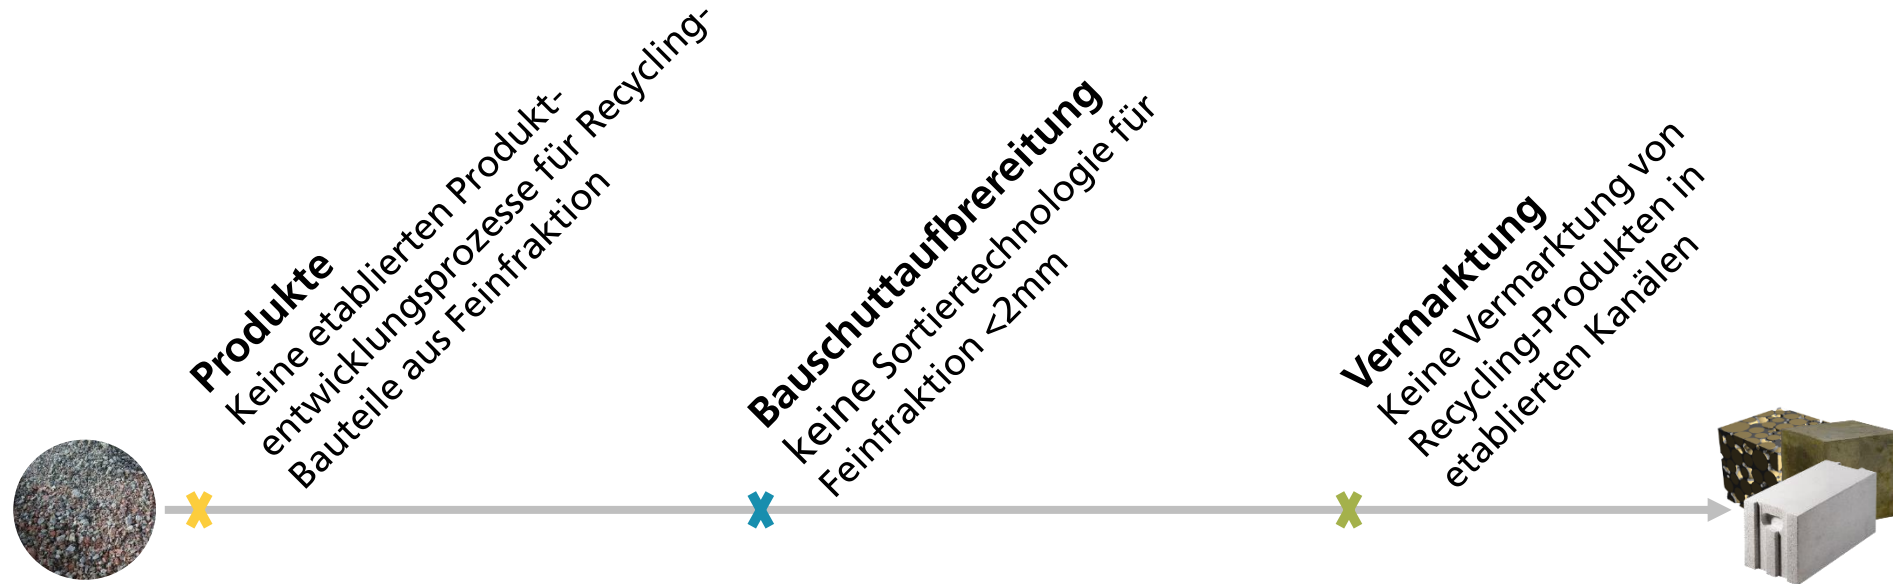 Produkte
Keine etablierten Produkt-
entwicklungsprozesse für Recycling-
Bauteile aus Feinfraktion
Bauschuttaufbrereitung
keine Sortiertechnologie für
Feinfraktion <2mm
Vermarktung
Keine Vermarktung von
Recycling-Produkten in
etablierten Kanälen